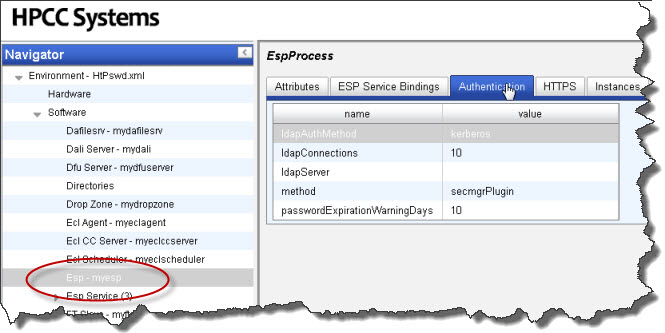 HPCC Systems
Navigator
Environment - HtPswd.xml
Hardware
Software
Dafilesrv - mydafilesrv
Dali Server - mydali
Dfu Server - mydfuserver
Directories
Drop Zone - mydropzone
Ecl Agent - myeclagent
Ecl CC Server - myeclccserver
Ecl Scheduler - myeclscheduler
Esp - myesp
Esp Service (3)
EspProcess
Attributes ESP Service Bindings Authentication HTTPS Instances
name value
ldapAuthMethod kerberos
ldapConnections 10
ldapServer
method secmgrPlugin
passwordExpirationWarningDays 10